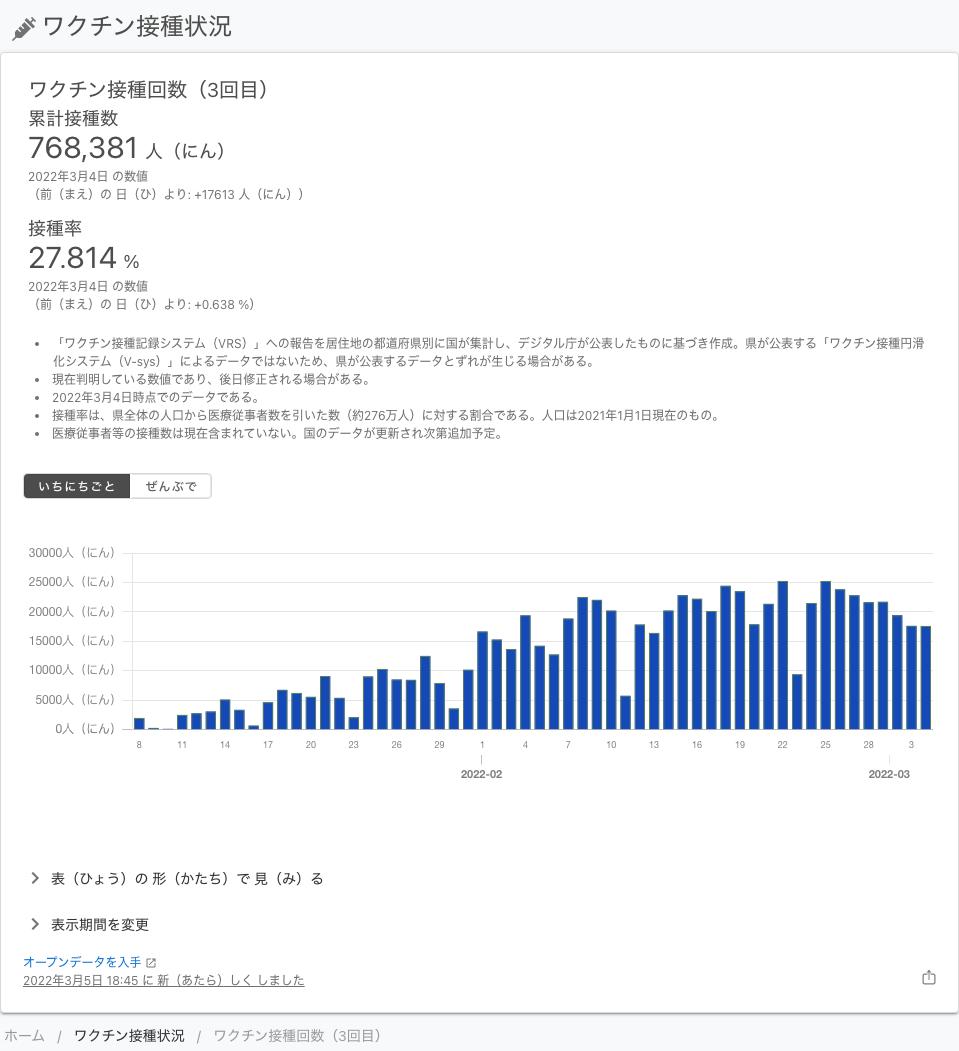 ワクチン接種状況
ワクチン接種回数（3回目）
累計接種数
768,381 人（にん）
2022年3月4日 の数値
（前（まえ）の 日（ひ）より: +17613 人（にん））
接種率
27.814 %
2022年3月4日 の数値
（前（まえ）の 日（ひ）より: +0.638 %）
「ワクチン接種記録システム（VRS）」への報告を居住地の都道府県別に国が集計し、デジタル庁が公表したものに基づき作成。県が公表する「ワクチン接種円滑
化システム（V-sys）」によるデータではないため、県が公表するデータとずれが生じる場合がある。
現在判明している数値であり、後日修正される場合がある。
2022年3月4日時点でのデータである。
接種率は、県全体の人口から医療従事者数を引いた数（約276万人）に対する割合である。人口は2021年1月1日現在のもの。
医療従事者等の接種数は現在含まれていない。国のデータが更新され次第追加予定。
いちにちごと ぜんぶで
30000人（にん）
25000人（にん）
20000人（にん）
15000人（にん）
10000人（にん）
5000人（にん）
0人（にん）
8 11 14 17 20 23 26 29 1 4 7 10 13 16 19 22 25 28 3
2022-02 2022-03
表（ひょう）の 形（かたち）で 見（み）る
表示期間を変更
オープンデータを入手
2022年3月5日 18:45 に 新（あたら）しく しました
ホーム / ワクチン接種状況 / ワクチン接種回数（3回目）